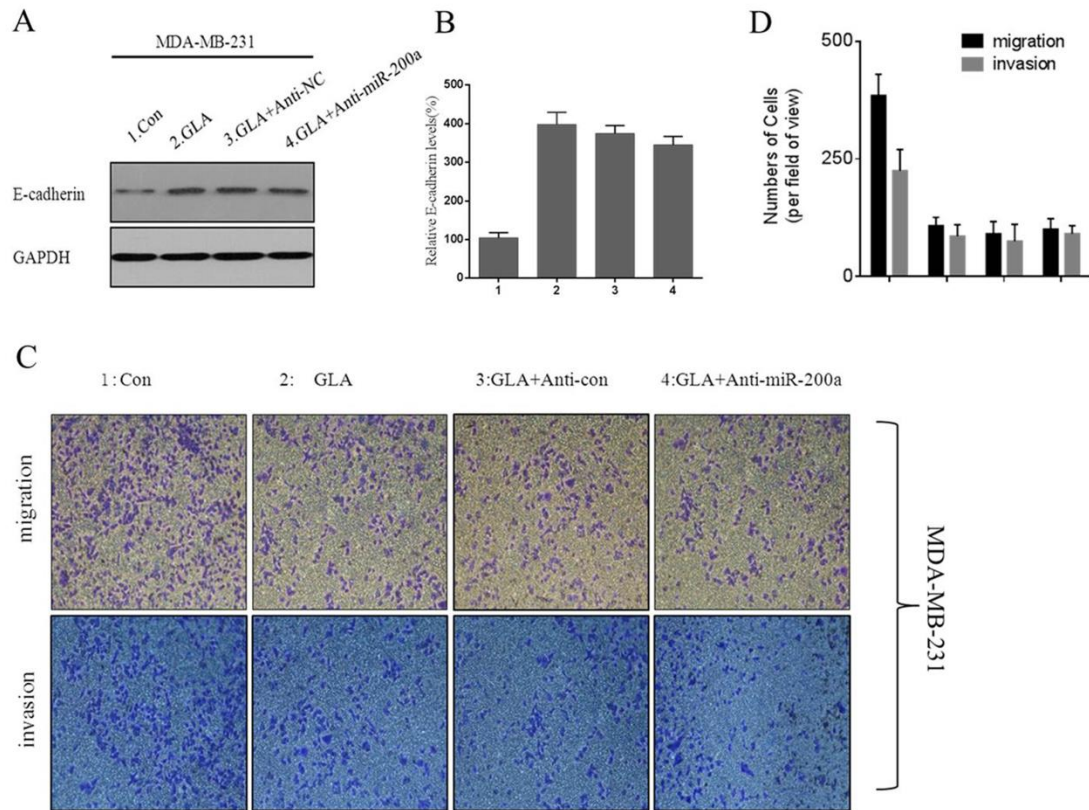 A
MDA-MB-231
1.Con
2.GLA
3.GLA+Anti-NC
4.GLA+Anti-miR-200a
E-cadherin
GAPDH
B
Relative E-cadherin levels(%)
500
400
300
200
100
0
1 2 3 4
D
Numbers of Cells
(per field of view)
500
250
0
migration
invasion
C
1: Con
2: GLA
3:GLA+Anti-con
4:GLA+Anti-miR-200a
migration
invasion
MDA-MB-231